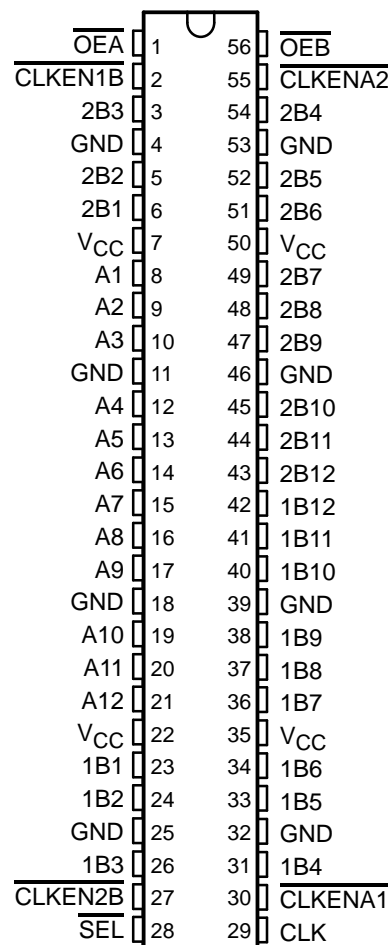 OEA 1 56 OEB
CLKEN1B 2 55 CLKENA2
2B3 3 54 2B4
GND 4 53 GND
2B2 5 52 2B5
2B1 6 51 2B6
VCC 7 50 VCC
A1 8 49 2B7
A2 9 48 2B8
A3 10 47 2B9
GND 11 46 GND
A4 12 45 2B10
A5 13 44 2B11
A6 14 43 2B12
A7 15 42 1B12
A8 16 41 1B11
A9 17 40 1B10
GND 18 39 GND
A10 19 38 1B9
A11 20 37 1B8
A12 21 36 1B7
VCC 22 35 VCC
1B1 23 34 1B6
1B2 24 33 1B5
GND 25 32 GND
1B3 26 31 1B4
CLKEN2B 27 30 CLKENA1
SEL 28 29 CLK